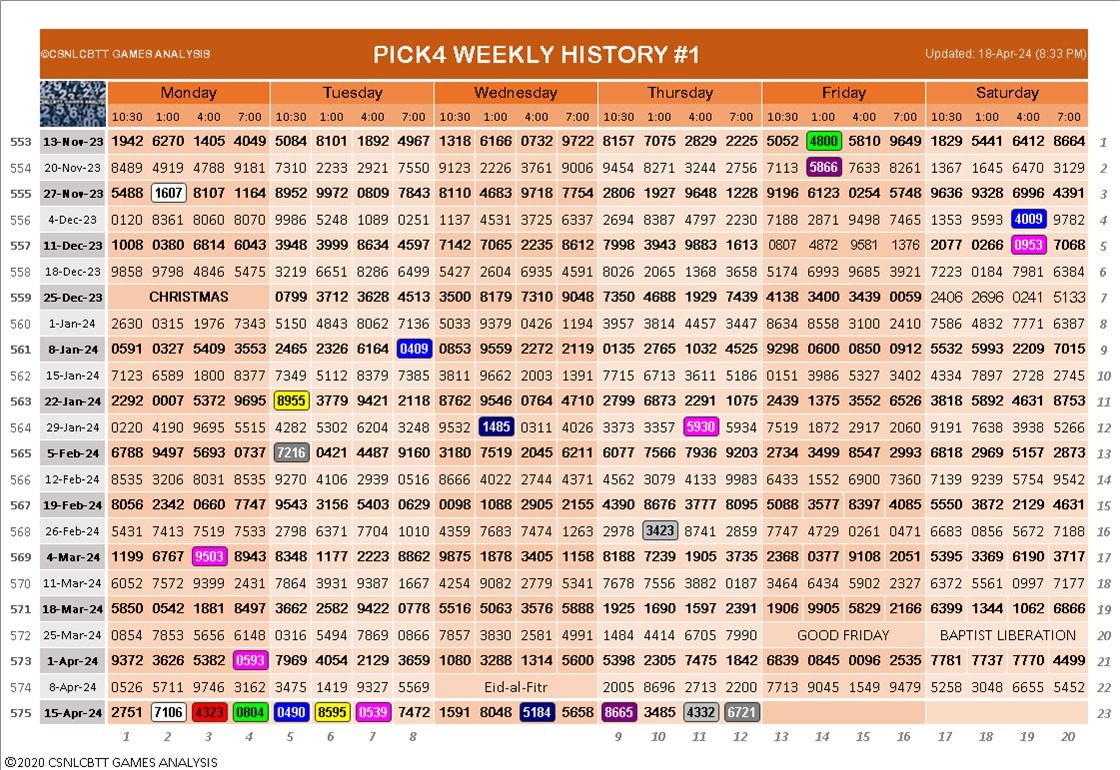 ©CSNLCBTT GAMES ANALYSIS PICK4 WEEKLY HISTORY #1 Updated: 18-Apr-24 (8:33 PM)
Monday Tuesday Wednesday Thursday Friday Saturday
10:30 1:00 4:00 7:00 10:30 1:00 4:00 7:00 10:30 1:00 4:00 7:00 10:30 1:00 4:00 7:00 10:30 1:00 4:00 7:00 10:30 1:00 4:00 7:00
553 13-Nov-23 1942 6270 1405 4049 5084 8101 1892 4967 1318 6166 0732 9722 8157 7075 2829 2225 5052 4800 5810 9649 1829 5441 6412 8664 1
554 20-Nov-23 8489 4919 4788 9181 7310 2233 2921 7550 9123 2226 3761 9006 9454 8271 3244 2756 7113 5866 7633 8261 1367 1645 6470 3129 2
555 27-Nov-23 5488 1607 8107 1164 8952 9972 0809 7843 8110 4683 9718 7754 2806 1927 9648 1228 9196 6123 0254 5748 9636 9328 6996 4391 3
556 4-Dec-23 0120 8361 8060 8070 9986 5248 1089 0251 1137 4531 3725 6337 2694 8387 4797 2230 7188 2871 9498 7465 1353 9593 4009 9782 4
557 11-Dec-23 1008 0380 6814 6043 3948 3999 8634 4597 7142 7065 2235 8612 7998 3943 9883 1613 0807 4872 9581 1376 2077 0266 0953 7068 5
558 18-Dec-23 9858 9798 4846 5475 3219 6651 8286 6499 5427 2604 6935 4591 8026 2065 1368 3658 5174 6993 9685 3921 7223 0184 7981 6384 6
559 25-Dec-23 CHRISTMAS 0799 3712 3628 4513 3500 8179 7310 9048 7350 4688 1929 7439 4138 3400 3439 0059 2406 2696 0241 5133 7
560 1-Jan-24 2630 0315 1976 7343 5150 4843 8062 7136 5033 9379 0426 1194 3957 3814 4457 3447 8634 8558 3100 2410 7586 4832 7771 6387 8
561 8-Jan-24 0591 0327 5409 3553 2465 2326 6164 0409 0853 9559 2272 2119 0135 2765 1032 4525 9298 0600 8650 0912 5532 5993 2209 7015 9
562 15-Jan-24 7123 6589 1800 8377 7349 5112 8379 7385 3811 9662 2003 1391 7715 6713 3611 5186 0151 3986 5327 3402 4334 7897 2728 2745 10
563 22-Jan-24 2292 0007 5372 9695 8955 3779 9421 2118 8762 9546 0764 4710 2799 6873 2291 1075 2439 1375 3552 6526 3818 5892 4631 8753 11
564 29-Jan-24 0220 4190 9695 5515 4282 5302 6204 3248 9532 1485 0311 4026 3373 3357 5930 5934 7519 1872 2917 2060 9191 7638 3938 5266 12
565 5-Feb-24 6788 9497 5693 0737 7216 0421 4487 9160 3180 7519 2045 6211 6077 7566 7936 9203 2734 3499 8547 2993 6818 2969 5157 2873 13
566 12-Feb-24 8535 3206 8031 8535 9270 4106 2939 0516 8666 4022 2744 4371 4562 3079 4133 9983 6433 1552 6900 7360 7139 9239 5754 9542 14
567 19-Feb-24 8056 2342 0660 7747 9543 3156 5403 0629 0098 1088 2905 2155 4390 8676 3777 8095 5088 3577 8397 4085 5550 3872 2129 4631 15
568 26-Feb-24 5431 7413 7519 7533 2798 6371 7704 1010 4359 7683 7474 1263 2978 3423 8741 2859 7747 4729 0261 0471 6683 0856 5672 7188 16
569 4-Mar-24 1199 6767 9503 8943 8348 1177 2223 8862 9875 1878 3405 1158 8188 7239 1905 3735 2368 0377 9108 2051 5395 3369 6190 3717 17
570 11-Mar-24 6052 7572 9399 2431 7864 3931 9387 1667 4254 9082 2779 5341 7678 7556 3882 0187 3464 6434 5902 2327 6372 5561 0997 7177 18
571 18-Mar-24 5850 0542 1881 8497 3662 2582 9422 0778 5516 5063 3576 5888 1925 1690 1597 2391 1906 9905 5829 2166 6399 1344 1062 6866 19
572 25-Mar-24 0854 7853 5656 6148 0316 5494 7869 0866 7857 3830 2581 4991 1484 4414 6705 7990 GOOD FRIDAY BAPTIST LIBERATION 20
573 1-Apr-24 9372 3626 5382 0593 7969 4054 2129 3659 1080 3288 1314 5600 5398 2305 7475 1842 6839 0845 0096 2535 7781 7737 7770 4499 21
574 8-Apr-24 0526 5711 9746 3162 3475 1419 9327 5569 Eid-al-Fitr 2005 8696 2713 2200 7713 9045 1549 9479 5258 3048 6655 5452 22
575 15-Apr-24 2751 7106 4323 0804 0490 8595 0539 7472 1591 8048 5184 5658 8665 3485 4332 6721 23
1 2 3 4 5 6 7 8 9 10 11 12 13 14 15 16 17 18 19 20
©2020 CSNLCBTT GAMES ANALYSIS